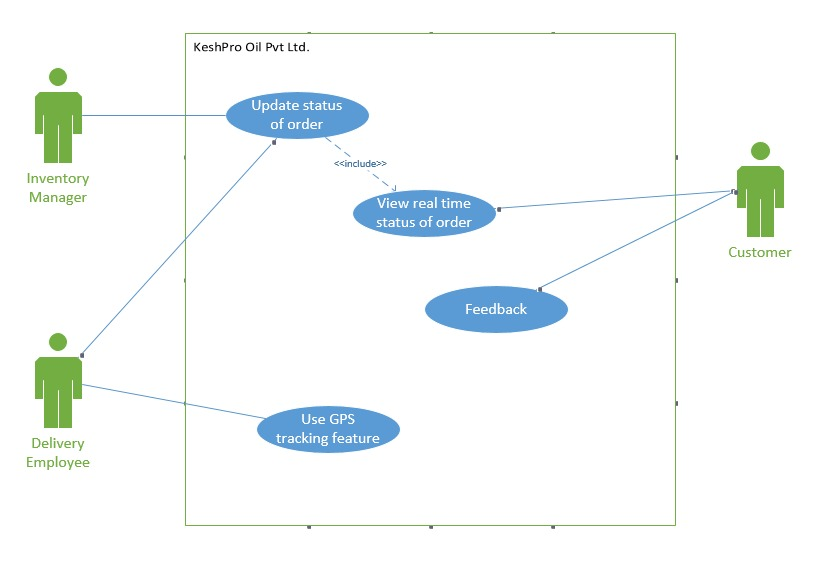 KeshPro Oil Pvt Ltd.
Update status
of order
<<include>>
Inventory
Manager
View real time
status of order
Customer
Feedback
Use GPS
tracking feature
Delivery
Employee